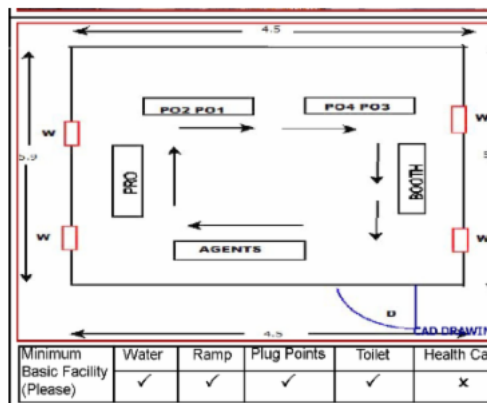 4.5
W
W
5.9
PO2 PO1
PO4 PO3
PRO
BOOTH
AGENTS
W
W
D
CAD DRAWIN
4.5
Minimum Basic Facility (Please)
Water
Ramp
Plug Points
Toilet
Health Ca
✓
✓
✓
✓
x